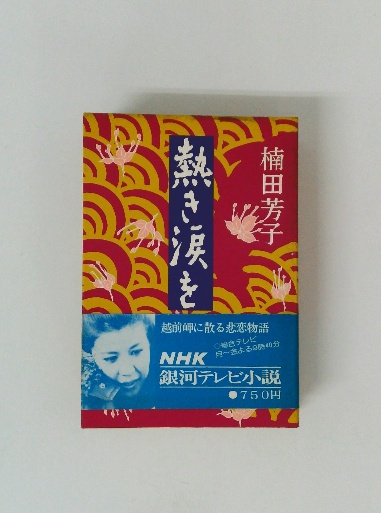 楠田芳子
熱き涙を
越前岬に散る悲恋物語
NHK
銀河テレビ小説
●750円